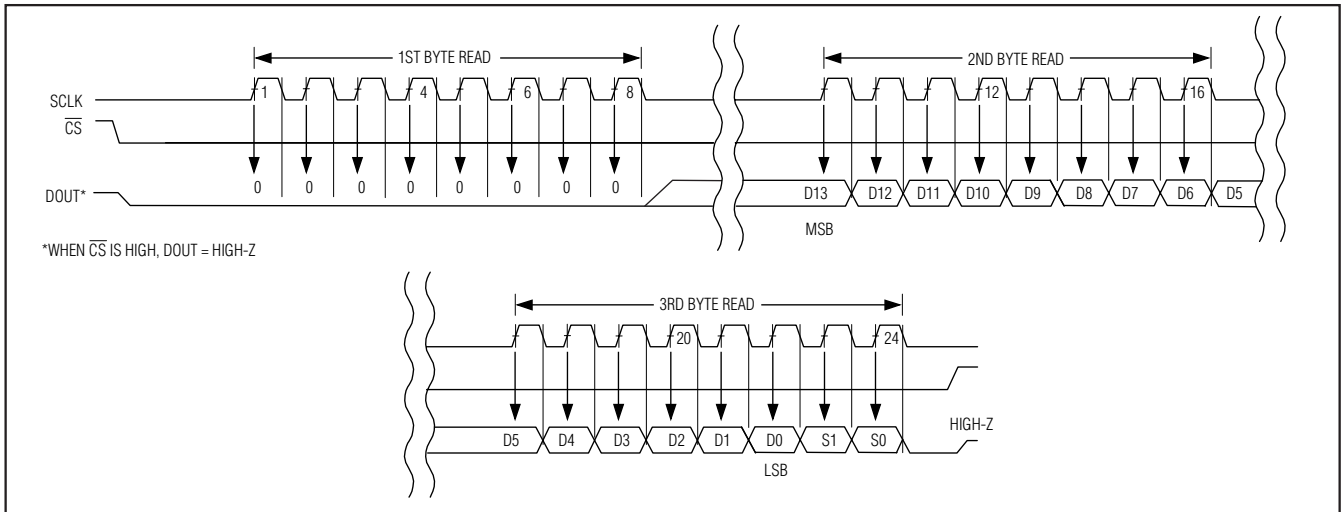 1ST BYTE READ
2ND BYTE READ
SCLK
1
4
6
8
12
16
CS
0 0 0 0 0 0 0 0
DOUT*
D13 D12 D11 D10 D9 D8 D7 D6 D5
MSB
*WHEN CS IS HIGH, DOUT = HIGH-Z
3RD BYTE READ
20
24
D5 D4 D3 D2 D1 D0 S1 S0
HIGH-Z
LSB